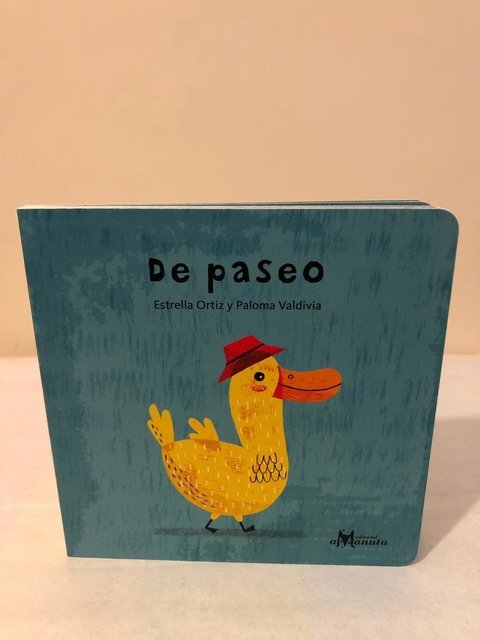 De paseo
Estrella Ortiz y Paloma Valdivia
editorial
aManuta